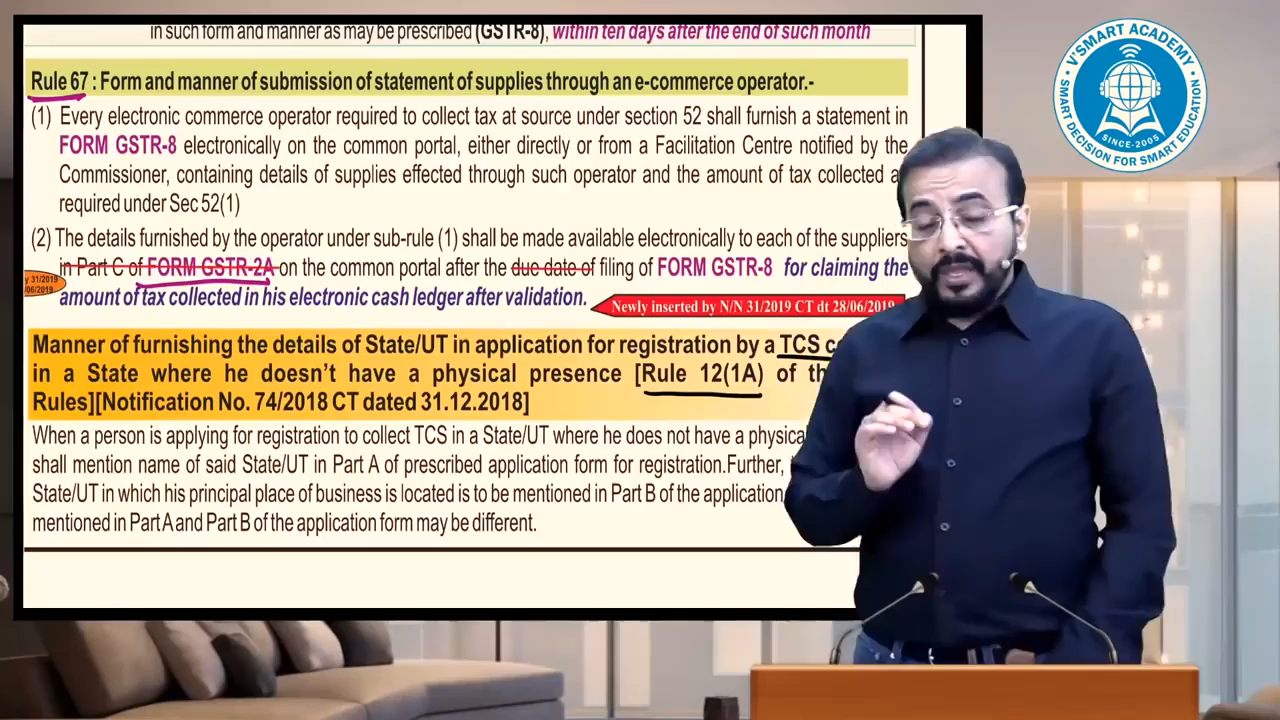 in such form and manner as may be prescribed (GSTR-8), within ten days after the end of such month
Rule 67 : Form and manner of submission of statement of supplies through an e-commerce operator.-
(1) Every electronic commerce operator required to collect tax at source under section 52 shall furnish a statement in
FORM GSTR-8 electronically on the common portal, either directly or from a Facilitation Centre notified by the
Commissioner, containing details of supplies effected through such operator and the amount of tax collected a
required under Sec 52(1)
(2) The details furnished by the operator under sub-rule (1) shall be made available electronically to each of the suppliers
in Part C of FORM GSTR-2A on the common portal after the due date of filing of FORM GSTR-8 for claiming the
31/2019
/06/2019
amount of tax collected in his electronic cash ledger after validation.
Newly inserted by N/N 31/2019 CT dt 28/06/2019
Manner of furnishing the details of State/UT in application for registration by a TCS c
in a State where he doesn't have a physical presence [Rule 12(1A) of th
Rules][Notification No. 74/2018 CT dated 31.12.2018]
When a person is applying for registration to collect TCS in a State/UT where he does not have a physical
shall mention name of said State/UT in Part A of prescribed application form for registration.Further,
State/UT in which his principal place of business is located is to be mentioned in Part B of the application
mentioned in Part A and Part B of the application form may be different.
V'SMART ACADEMY
SINCE-2005
SMART DECISION FOR SMART EDUCATION